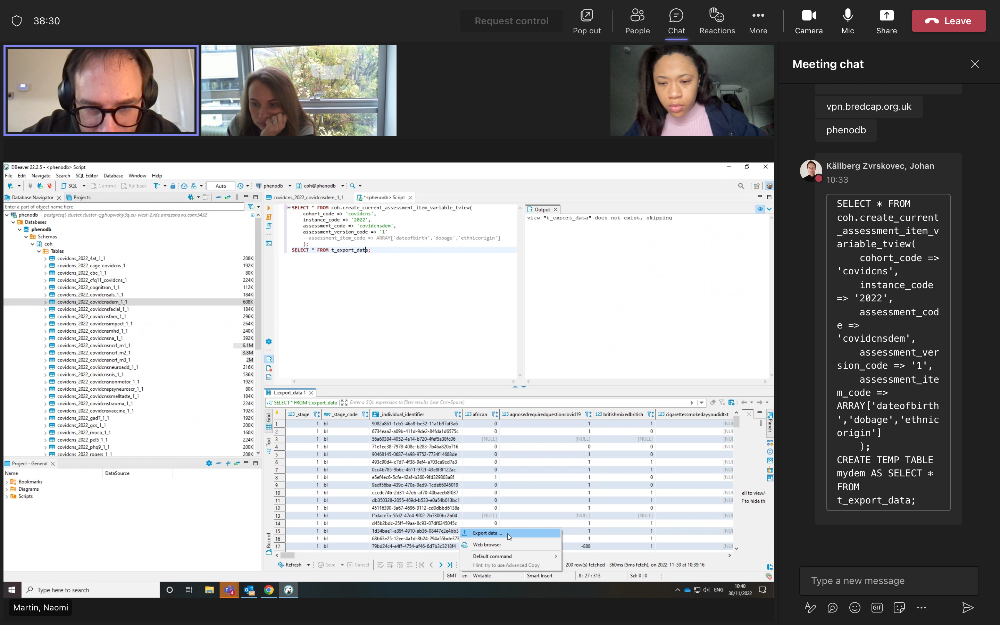 38:30
Request control
Pop out
People
Chat
Reactions
More
Camera
Mic
Share
Leave
Meeting chat
vpn.bredcap.org.uk
phenodb
Källberg Zvrskovec, Johan
10:33
SELECT * FROM
coh.create_current
_assessment_item_v
ariable_tview(
cohort_code =>
'covidcns',
instance_code
=> '2022',
assessment_cod
e =>
'covidcnsdem',
assessment_ver
sion_code => '1',
assessment_ite
m_code =>
ARRAY['dateofbirth
','dobage','ethnic
origin']
);
CREATE TEMP TABLE
mydem AS SELECT *
FROM
t_export_data;
Type a new message
GIF
DBeaver 22.2.5 - <phenodb> Script
File Edit Navigate Search SQL Editor Database Window Help
SQL Commit Rollback Auto phenodb coh@phenodb
Database Navigator Projects
Enter a part of object name here
phenodb - postgresql-cluster.cluster-cjghupwohy3q.eu-west-2.rds.amazonaws.com:5432
Databases
phenodb
Schemas
coh
Tables
covidcns_2022_4at_1_1 208K
covidcns_2022_cage_covidcns_1 192K
covidcns_2022_cbc_1_1 80K
covidcns_2022_cfq11_covidcns_1 224K
covidcns_2022_cognitron_1_1 112K
covidcns_2022_covidcnsals_1_1 184K
covidcns_2022_covidcnsdem_1_1 608K
covidcns_2022_covidcnsfacial_1_1 184K
covidcns_2022_covidcnsfam_1_1 296K
covidcns_2022_covidcnsimpact_1_1 264K
covidcns_2022_covidcnsmhd_1_1 240K
covidcns_2022_covidcnsna_1_1 392K
covidcns_2022_covidcnsncrf_m1_1 6.1M
covidcns_2022_covidcnsncrf_m2_1 3.8M
covidcns_2022_covidcnsncrf_m3_1 2M
covidcns_2022_covidcnsneuroadd_1_1 216K
covidcns_2022_covidcnsnis_1_1 536K
covidcns_2022_covidcnsnonmotor_1_1 192K
covidcns_2022_covidcnspsyneuroscr_1_1 80K
covidcns_2022_covidcnssmelltaste_1_1 184K
covidcns_2022_covidcnstrauma_1_1 224K
covidcns_2022_covidcnsvaccine_1_1 192K
covidcns_2022_gad7_1_1 192K
covidcns_2022_gcs_1_1 200K
covidcns_2022_moca_1_1 160K
covidcns_2022_pcl5_1_1 224K
covidcns_2022_phq9_1_1 200K
covidcns_2022_rogers_1_1 208K
Project - General
Name DataSource
Bookmarks
Diagrams
Scripts
covidcns_2022_covidcnsdem_1_1 *<phenodb> Script
SELECT * FROM coh.create_current_assessment_item_variable_tview(
cohort_code => 'covidcns',
instance_code => '2022',
assessment_code => 'covidcnsdem',
assessment_version_code => '1'
--assessment_item_code => ARRAY['dateofbirth','dobage','ethnicorigin']
);
SELECT * FROM t_export_data;
Output
view "t_export_data" does not exist, skipping
t_export_data 1
SELECT * FROM t_export_data Enter a SQL expression to filter results (use Ctrl+Space)
Grid
Text
Record
Panels
123 _stage ABC _stage_code _individual_identifier 123 african 123 agnosedrequiredquestioncovid19 123 britishmixedbritish 123 cigarettessmokedayyoudidtxt
1 1 bl 9082a861-1cb5-46a8-be32-11a1b97af3a6 0 1 1 [NUL
2 1 bl 6734eaa2-a09b-411d-9de2-84fda1d6575c 0 1 0 [NUL
3 1 bl 56a60384-4052-4a14-b720-4fef5a38fc06 [NULL] [NULL] [NULL] [NUL
4 1 bl 71e1ec38-7978-408c-b283-7b46a820a716 0 0 0 [NUL
5 1 bl 90468145-0687-4a98-9752-7734f14688de 0 1 0
6 1 bl 493c90d4-c7d7-4f38-9ef4-a703ca9cd7a3 0 1 1 [NUL
7 1 bl 0cc4b785-9b6c-4611-972f-43e8f3f122ac 0 1 1 [NUL
8 1 bl e5ef4ec6-5cfe-42af-b360-9fd329803a8f 1 1 0 [NUL
9 1 bl 9adf56ba-439c-470a-9ed9-1cde66045019 0 1 0
10 1 bl cccdc74b-2d31-47eb-af70-40baeeb8f037 0 1 1 [NUL
11 1 bl db350328-2055-469d-b533-e0a54b013bc1 0 1 1 [NUL
12 1 bl 45116390-3a67-4696-9112-cd0dbbd6138a 0 1 0
13 1 bl f1dace7a-5fd2-47e4-9f02-2b7300bc2b04 [NULL] [NULL] [NULL] [NUL
14 1 bl d45b2bdc-25ff-49aa-8c93-07df6245045c 0 1 1
15 1 bl 1d34bae1-a39f-4910-ab36-08447c2e4bb3 1 1 [NUL
16 1 bl 68b63e25-12ee-4a1d-8b24-294a55bde373 1 1
17 1 bl 79bd24c4-e4ff-4754-af46-6d7b3c3218f4 -888 1 [NUL
ell to view/
7 to hide th
Export data ...
Web browser
Default command
Hint: try to use Advanced Copy
Refresh Save Cancel 200 row(s) fetched - 360ms (5ms fetch), on 2022-11-30 at 10:39:16
GMT en Writable Smart Insert 8 : 27 : 313 Sel: 0 | 0
Type here to search
4
ENG
10:40
30/11/2022
Martin, Naomi